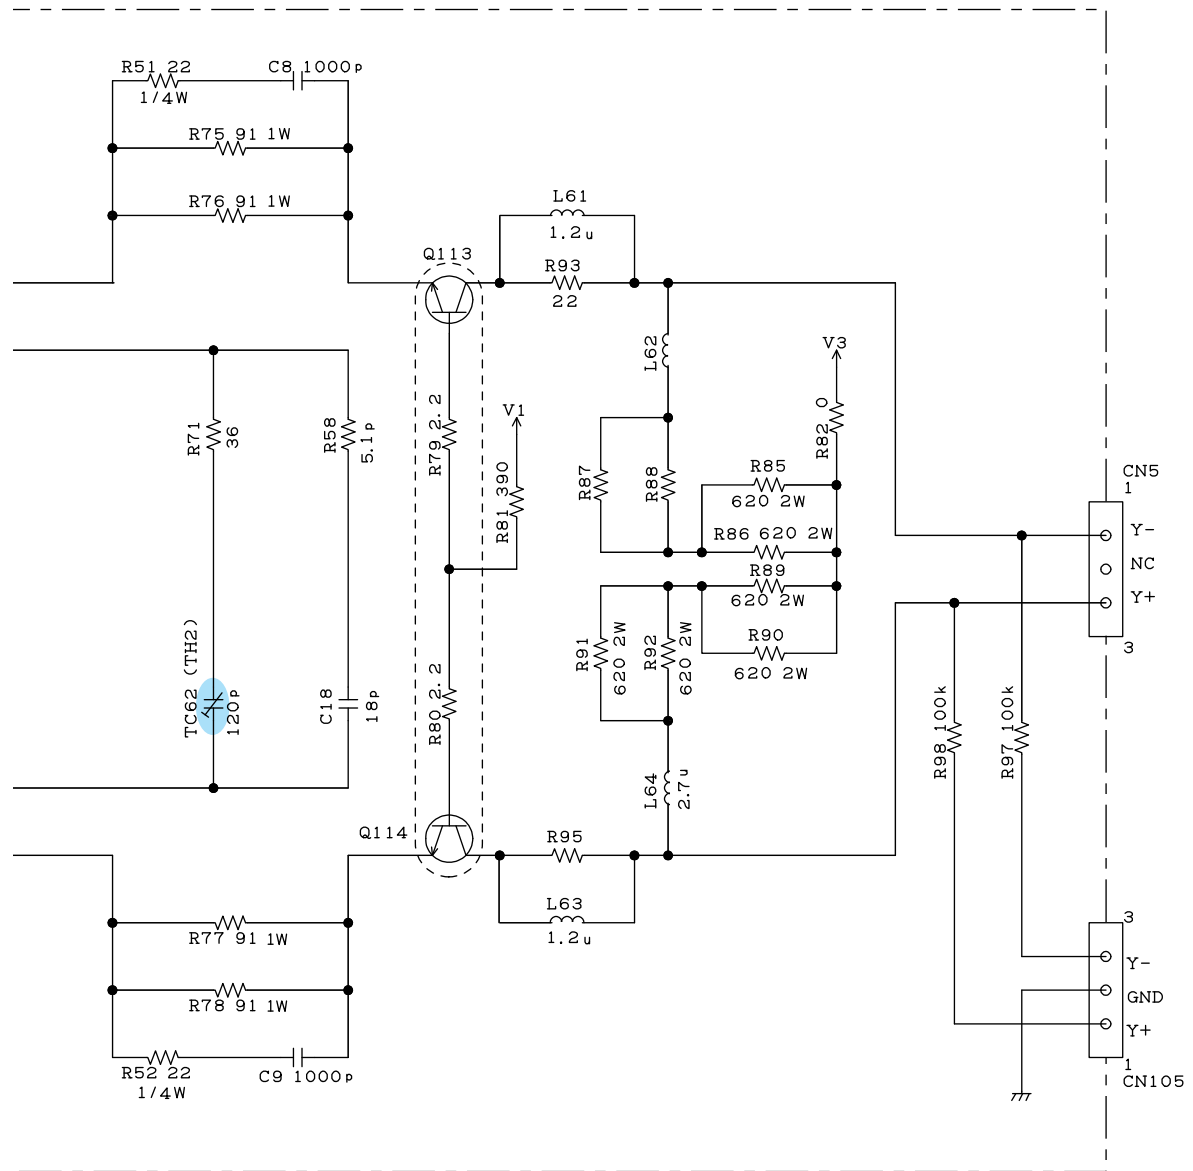 R51 22
1/4W
C8 1000p
R75 91 1W
R76 91 1W
L61
1.2u
Q113
R93
22
L62
V3
R82 0
V1
R79 2.2
R81 390
R71
36
R58
5.1p
R87
R88
R85
620 2W
R86 620 2W
R89
620 2W
R90
620 2W
R91
620 2W
R92
620 2W
CN5
1
Y-
NC
Y+
3
TC62 (TH2)
120p
C18
18p
R80 2.2
L64
2.7u
R98 100k
R97 100k
Q114
R95
L63
1.2u
R77 91 1W
R78 91 1W
R52 22
1/4W
C9 1000p
3
Y-
GND
Y+
1
CN105